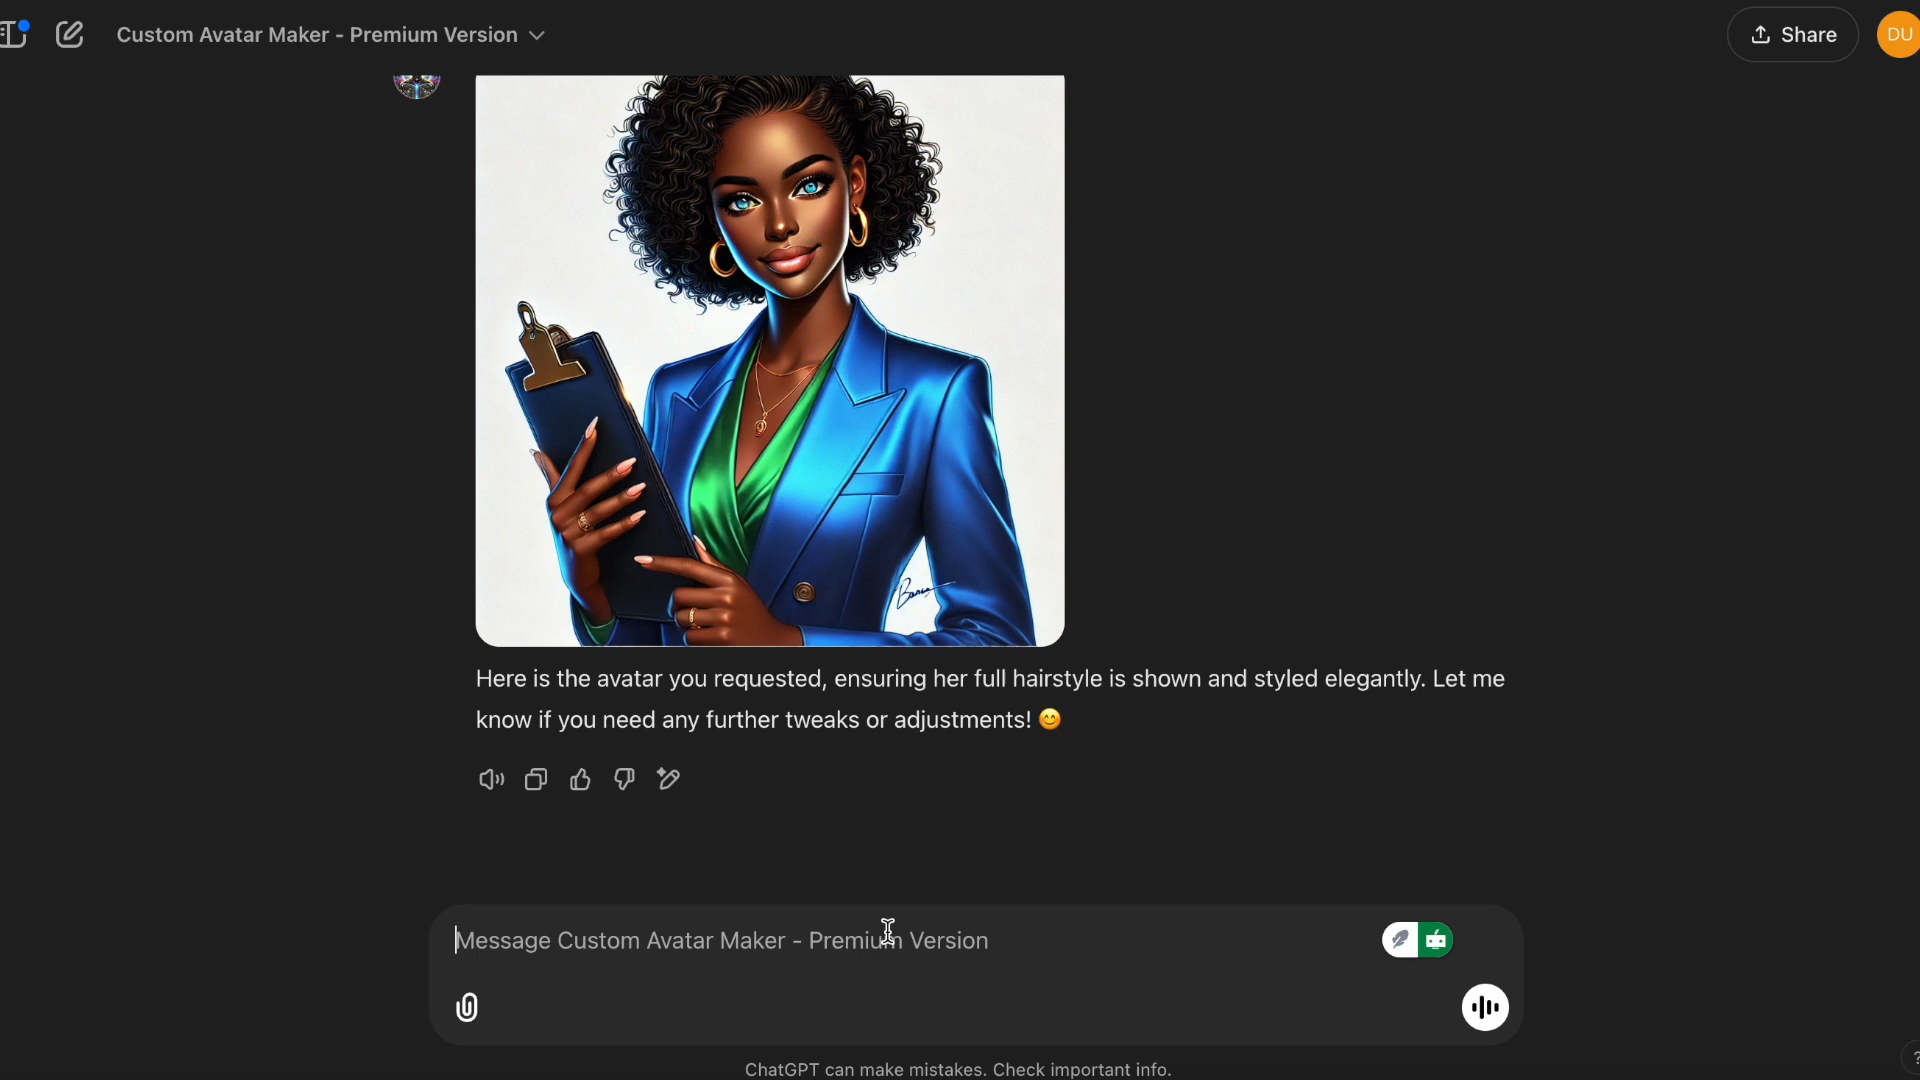 Custom Avatar Maker - Premium Version
Share
DU
Here is the avatar you requested, ensuring her full hairstyle is shown and styled elegantly. Let me
know if you need any further tweaks or adjustments! 😊
Message Custom Avatar Maker - Premium Version
ChatGPT can make mistakes. Check important info.
?